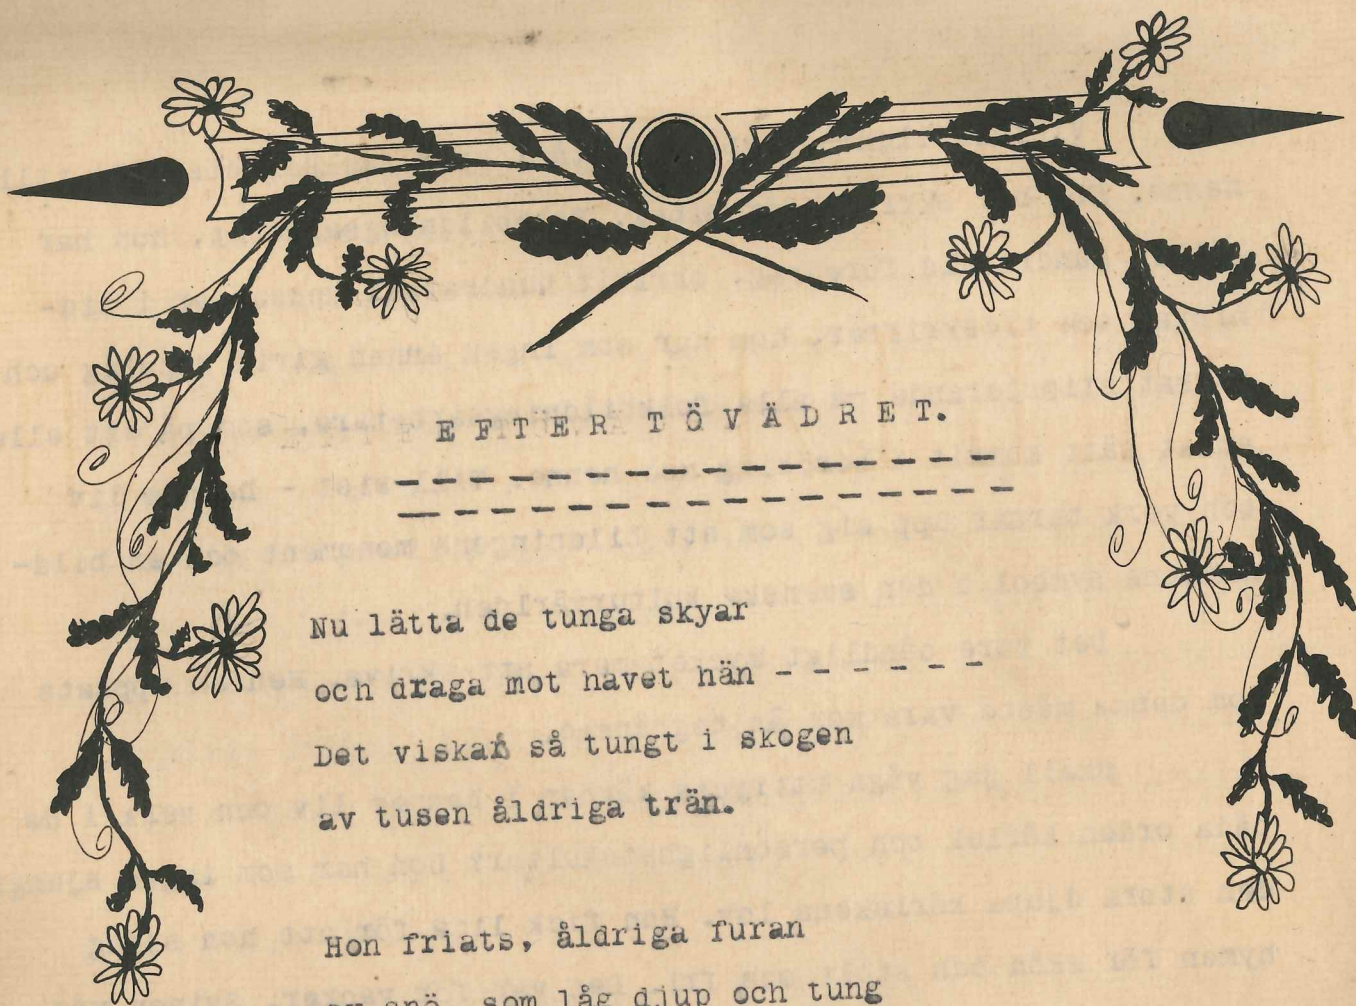 EFTER TÖVÄDRET.
Nu lätta de tunga skyar
och draga mot havet hän - - - - - -
Det viskar så tungt i skogen
av tusen åldriga trän.
Hon friats, åldriga furan
av snö, som låg djup och tung